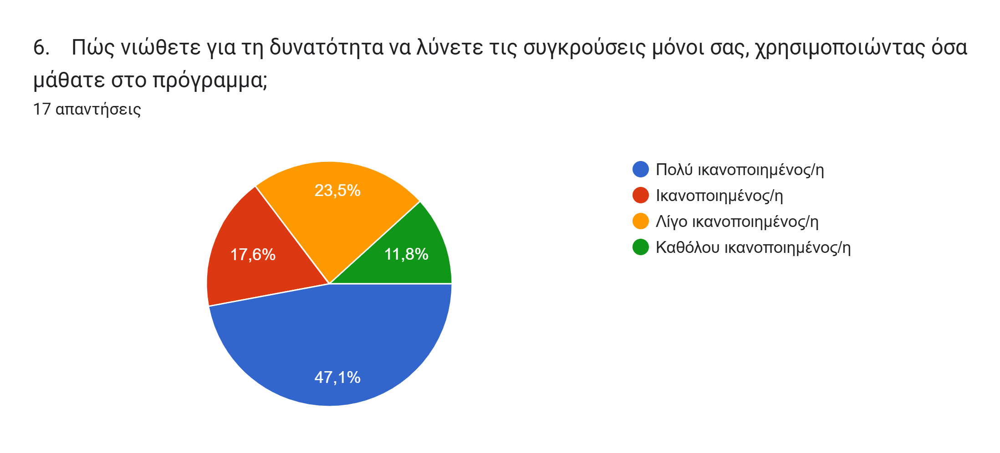 6. Πώς νιώθετε για τη δυνατότητα να λύνετε τις συγκρούσεις μόνοι σας, χρησιμοποιώντας όσα
μάθατε στο πρόγραμμα;
17 απαντήσεις
23,5%
17,6%
11,8%
47,1%
Πολύ ικανοποιημένος/η
Ικανοποιημένος/η
Λίγο ικανοποιημένος/η
Καθόλου ικανοποιημένος/η